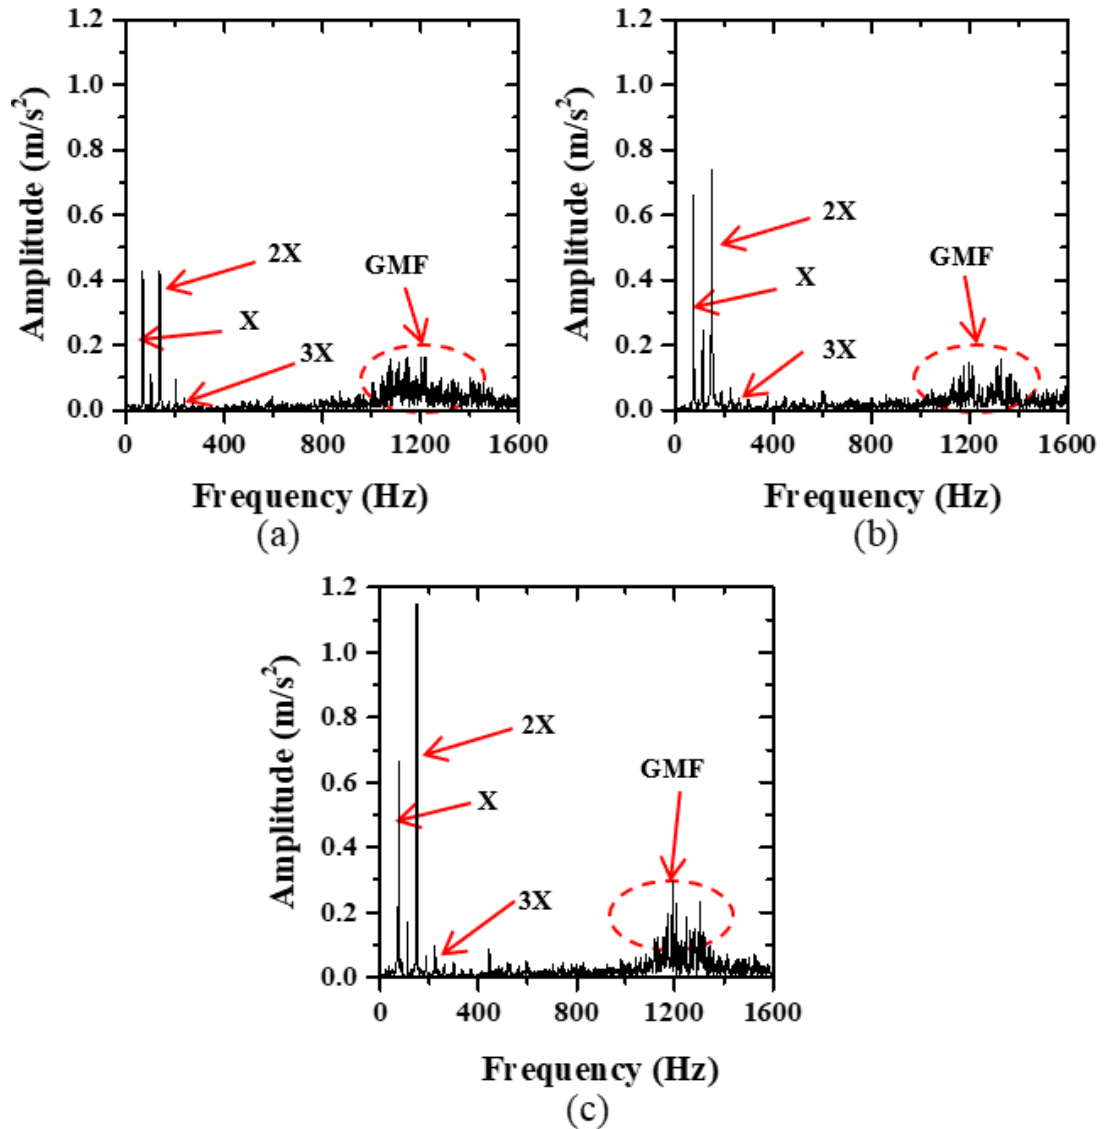 Amplitude (m/s²)
1.2
1.0
0.8
0.6
0.4
0.2
0.0
2X
X
3X
GMF
0 400 800 1200 1600
Frequency (Hz)
(a)
Amplitude (m/s²)
1.2
1.0
0.8
0.6
0.4
0.2
0.0
2X
X
3X
GMF
0 400 800 1200 1600
Frequency (Hz)
(b)
Amplitude (m/s²)
1.2
1.0
0.8
0.6
0.4
0.2
0.0
2X
X
3X
GMF
0 400 800 1200 1600
Frequency (Hz)
(c)